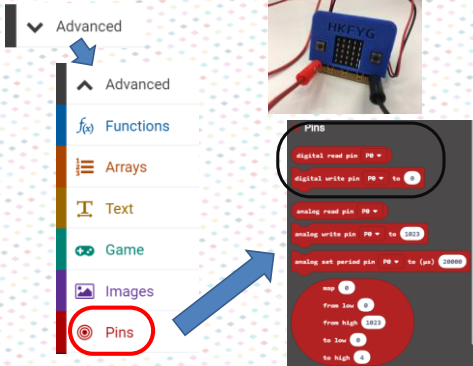 Advanced
Advanced
f(x) Functions
Arrays
Text
Game
Images
Pins
HKFYG
Pins
digital read pin P0
digital write pin P0 to 0
analog read pin P0
analog write pin P0 to 1023
analog set period pin P0 to (µs) 20000
map 0
from low 0
from high 1023
to low 0
to high 4